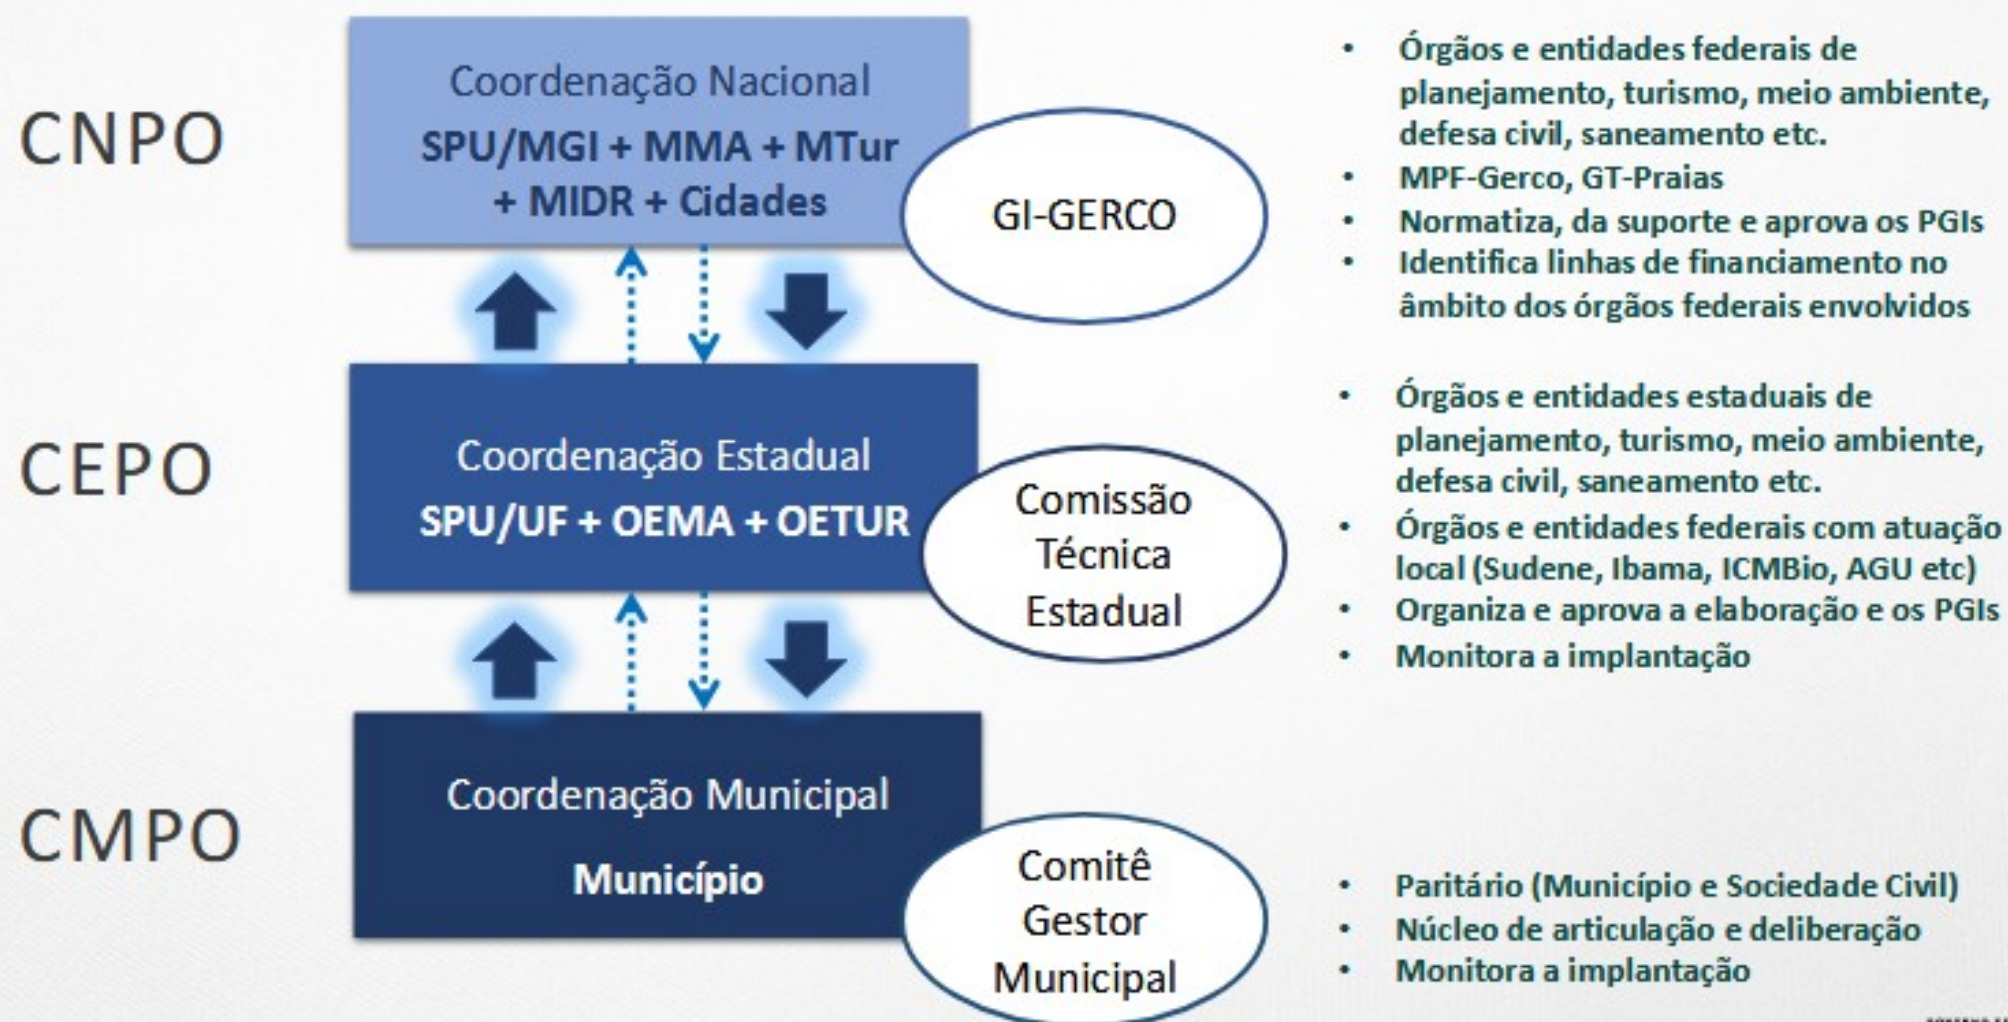 CNPO
Coordenação Nacional
SPU/MGI + MMA + MTur
+ MIDR + Cidades
GI-GERCO
• Órgãos e entidades federais de
planejamento, turismo, meio ambiente,
defesa civil, saneamento etc.
• MPF-Gerco, GT-Praias
• Normatiza, da suporte e aprova os PGIs
• Identifica linhas de financiamento no
âmbito dos órgãos federais envolvidos
CEPO
Coordenação Estadual
SPU/UF + OEMA + OETUR
Comissão
Técnica
Estadual
• Órgãos e entidades estaduais de
planejamento, turismo, meio ambiente,
defesa civil, saneamento etc.
• Órgãos e entidades federais com atuação
local (Sudene, Ibama, ICMBio, AGU etc)
• Organiza e aprova a elaboração e os PGIs
• Monitora a implantação
CMPO
Coordenação Municipal
Município
Comitê
Gestor
Municipal
• Paritário (Município e Sociedade Civil)
• Núcleo de articulação e deliberação
• Monitora a implantação